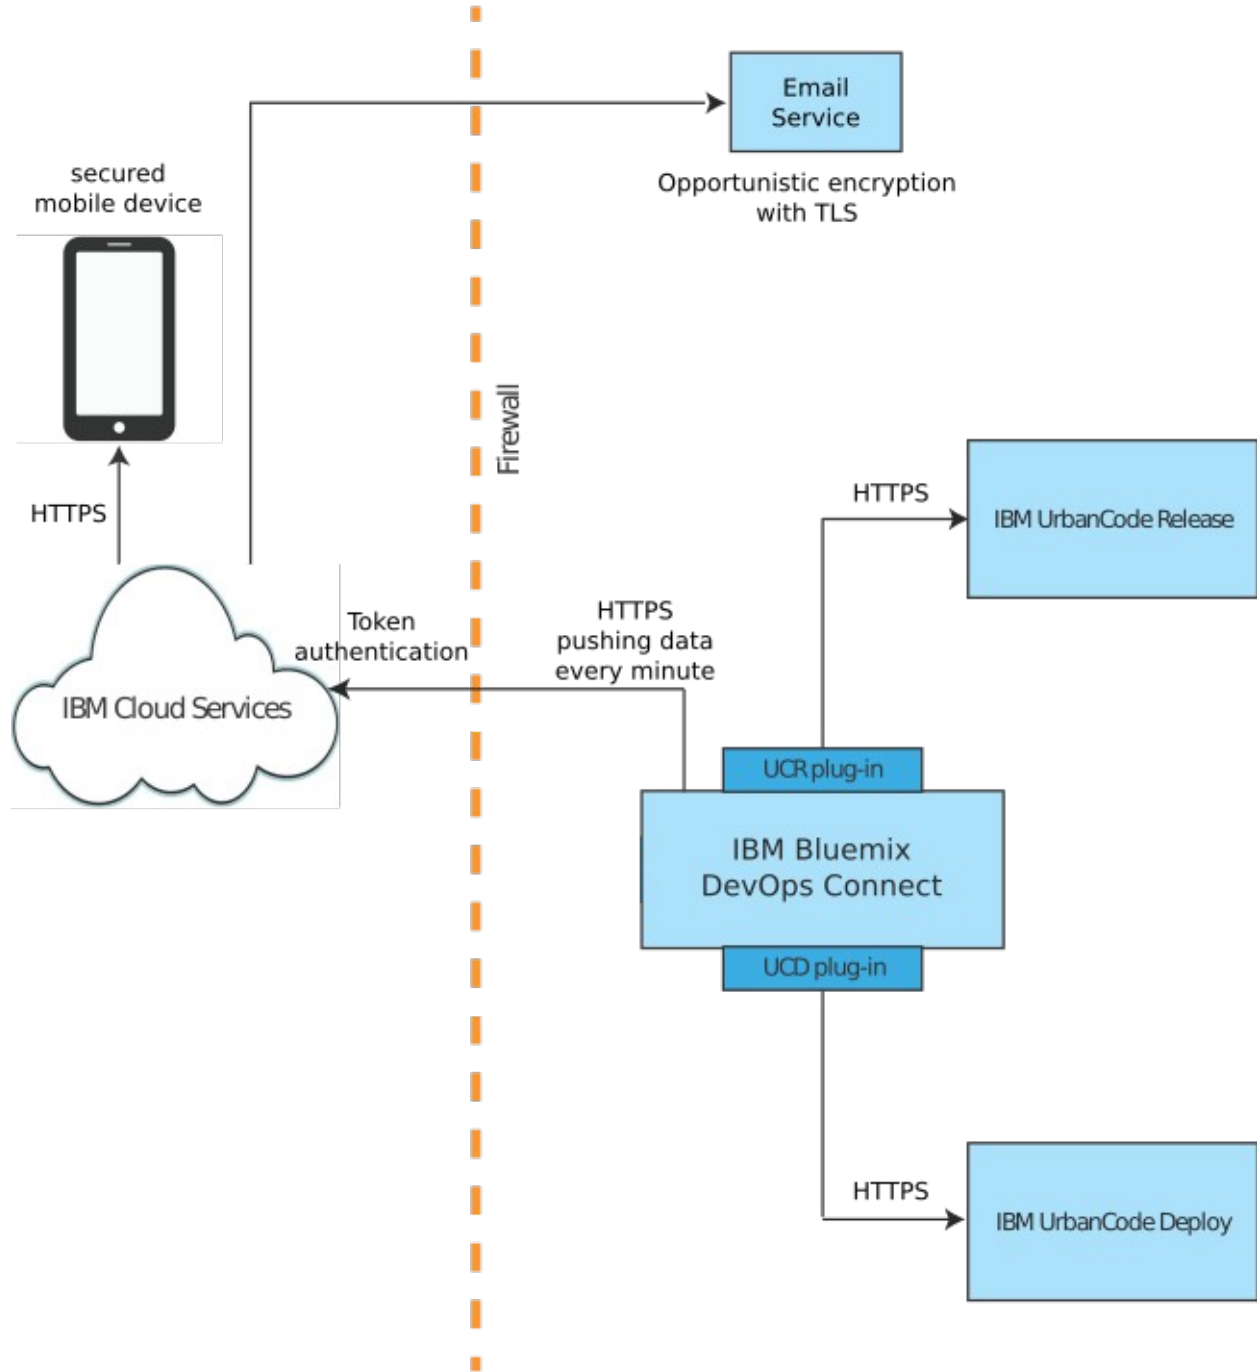 Email
Service
Opportunistic encryption
with TLS
secured
mobile device
Firewall
HTTPS
HTTPS
IBM UrbanCode Release
Token
authentication
HTTPS
pushing data
every minute
IBM Cloud Services
UCR plug-in
IBM Bluemix
DevOps Connect
UCD plug-in
HTTPS
IBM UrbanCode Deploy